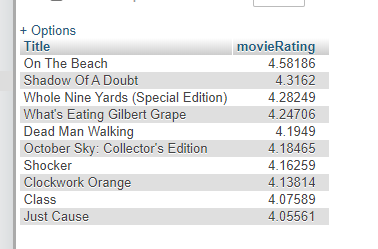 + Options
Title movieRating
On The Beach 4.58186
Shadow Of A Doubt 4.3162
Whole Nine Yards (Special Edition) 4.28249
What's Eating Gilbert Grape 4.24706
Dead Man Walking 4.1949
October Sky: Collector's Edition 4.18465
Shocker 4.16259
Clockwork Orange 4.13814
Class 4.07589
Just Cause 4.05561